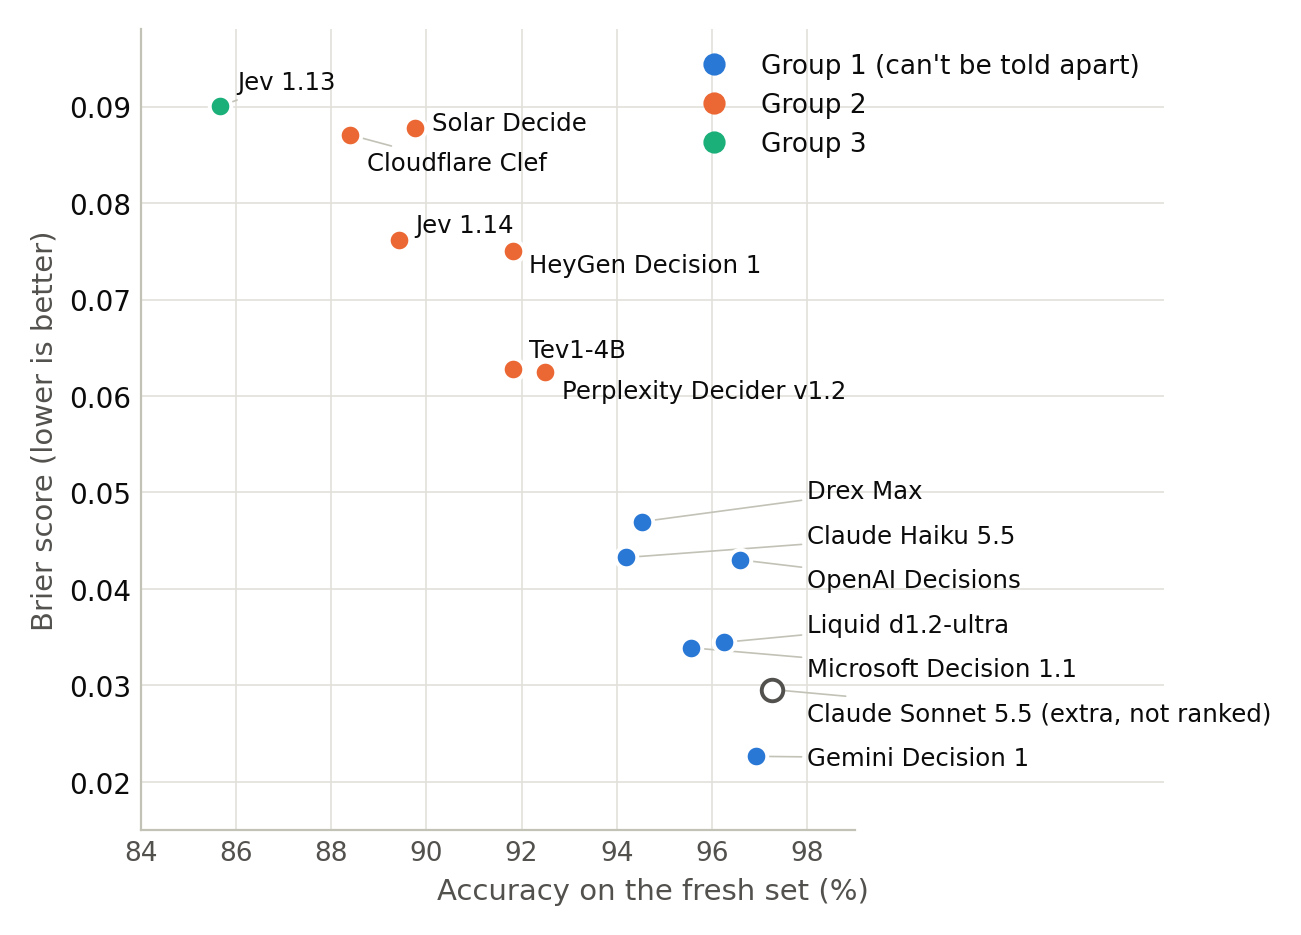 Jev 1.13
Solar Decide
Cloudflare Clef
Jev 1.14
HeyGen Decision 1
Tev1-4B
Perplexity Decider v1.2
Drex Max
Claude Haiku 5.5
OpenAI Decisions
Liquid d1.2-ultra
Microsoft Decision 1.1
Claude Sonnet 5.5 (extra, not ranked)
Gemini Decision 1
Group 1 (can't be told apart)
Group 2
Group 3
0.09
0.08
0.07
0.06
0.05
0.04
0.03
0.02
Brier score (lower is better)
84 86 88 90 92 94 96 98
Accuracy on the fresh set (%)